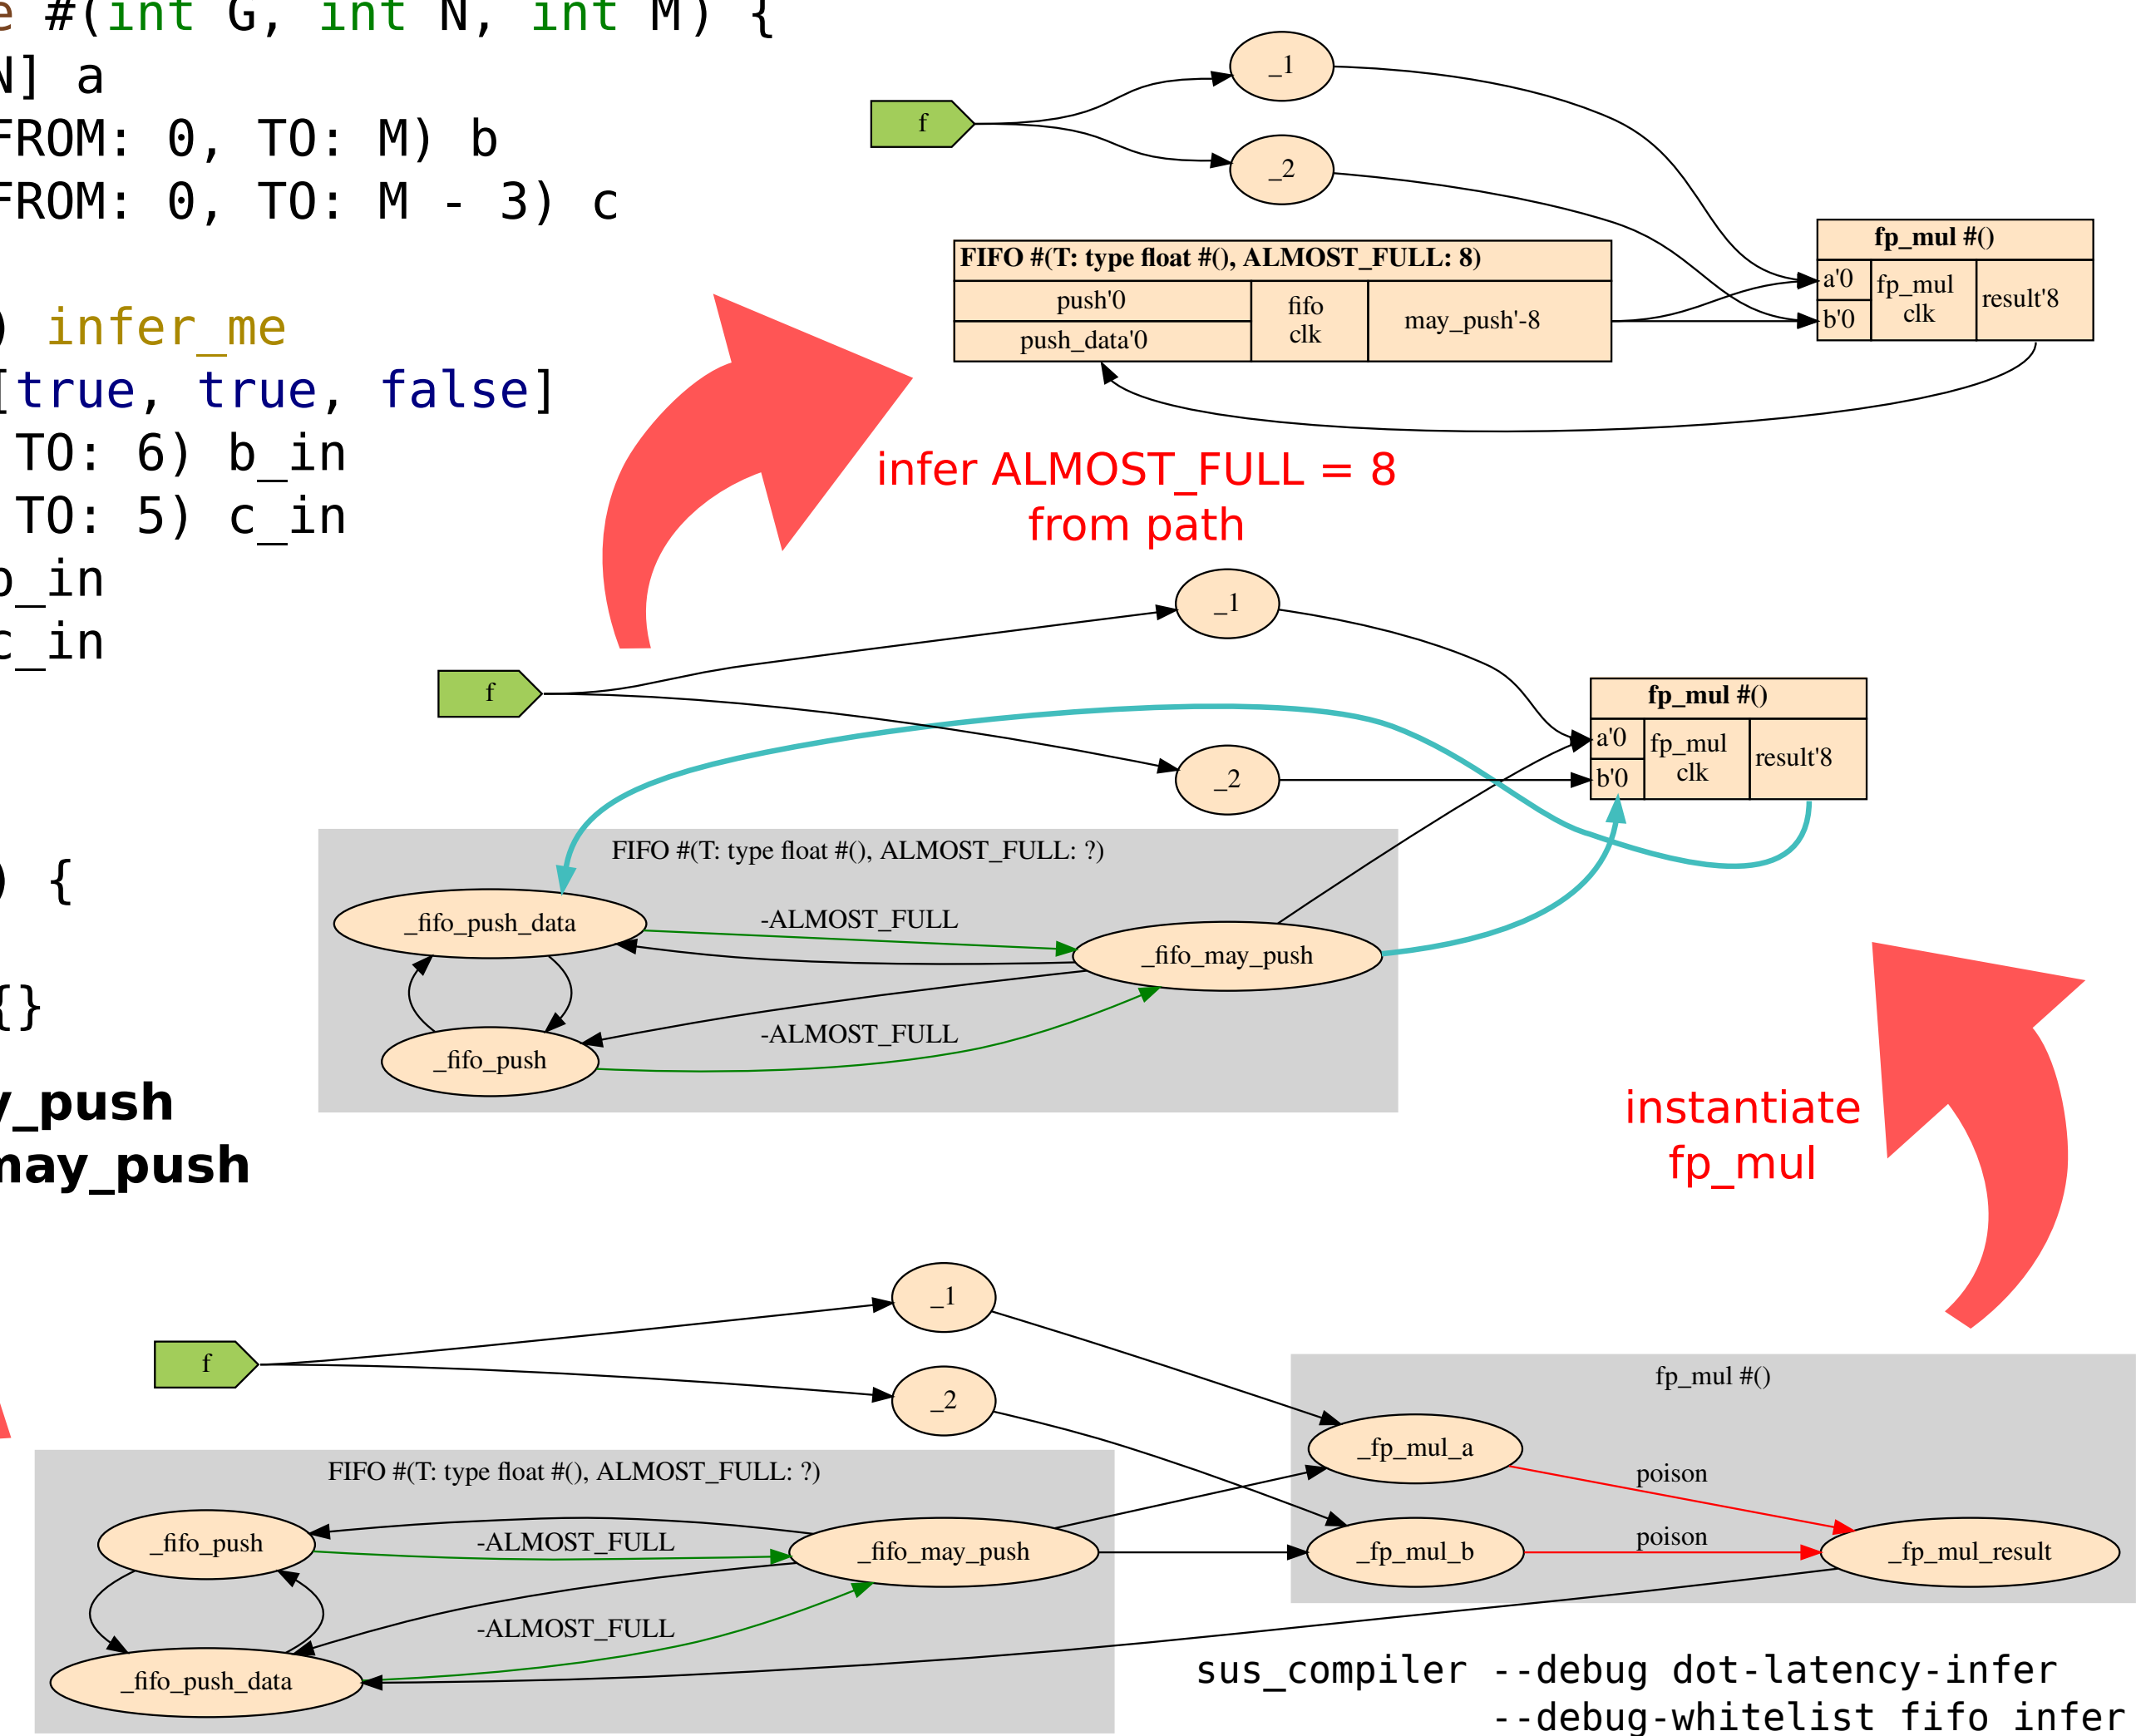 e #(int G, int N, int M) {
N] a
FROM: 0, TO: M) b
FROM: 0, TO: M - 3) c
) infer_me
[true, true, false]
TO: 6) b_in
TO: 5) c_in
b_in
c_in
) {
{}
y_push
may_push
f
_1
_2
FIFO #(T: type float #(), ALMOST_FULL: 8)
push'0
push_data'0
fifo
clk
may_push'-8
fp_mul #()
a'0
b'0
fp_mul
clk
result'8
infer ALMOST_FULL = 8
from path
f
_1
_2
fp_mul #()
a'0
b'0
fp_mul
clk
result'8
FIFO #(T: type float #(), ALMOST_FULL: ?)
_fifo_push_data
-ALMOST_FULL
_fifo_may_push
-ALMOST_FULL
_fifo_push
instantiate
fp_mul
f
_1
_2
fp_mul #()
_fp_mul_a
poison
_fp_mul_b
poison
_fp_mul_result
FIFO #(T: type float #(), ALMOST_FULL: ?)
_fifo_push
-ALMOST_FULL
_fifo_may_push
-ALMOST_FULL
_fifo_push_data
sus_compiler --debug dot-latency-infer
--debug-whitelist fifo infer